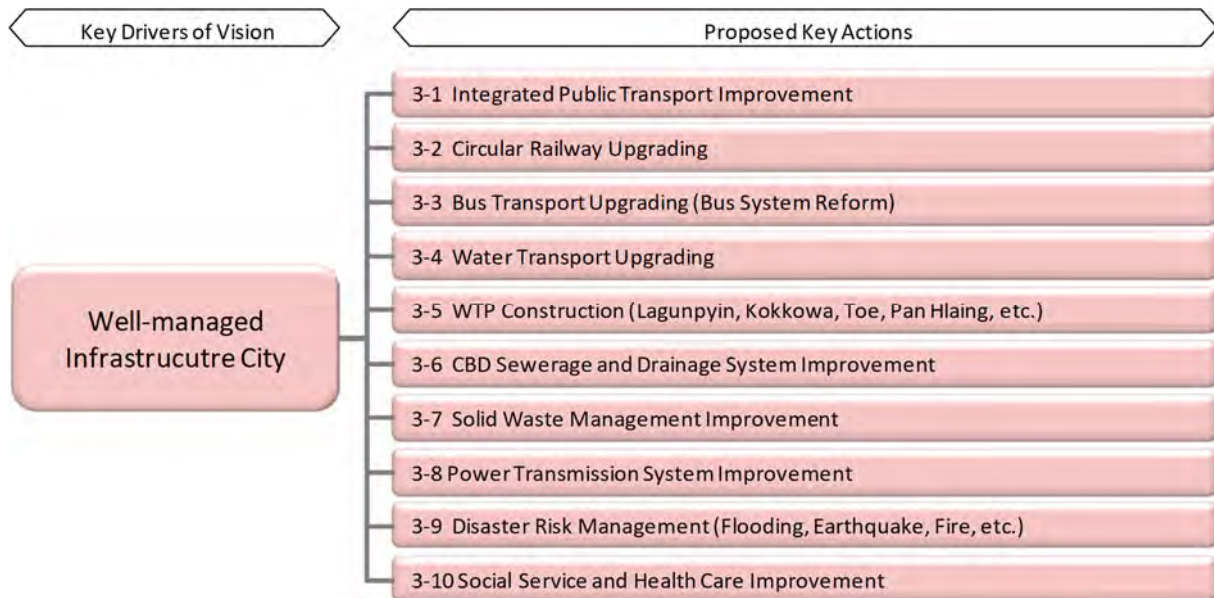 Key Drivers of Vision
Proposed Key Actions
Well-managed
Infrastrucutre City
3-1 Integrated Public Transport Improvement
3-2 Circular Railway Upgrading
3-3 Bus Transport Upgrading (Bus System Reform)
3-4 Water Transport Upgrading
3-5 WTP Construction (Lagunpyin, Kokkowa, Toe, Pan Hlaing, etc.)
3-6 CBD Sewerage and Drainage System Improvement
3-7 Solid Waste Management Improvement
3-8 Power Transmission System Improvement
3-9 Disaster Risk Management (Flooding, Earthquake, Fire, etc.)
3-10 Social Service and Health Care Improvement